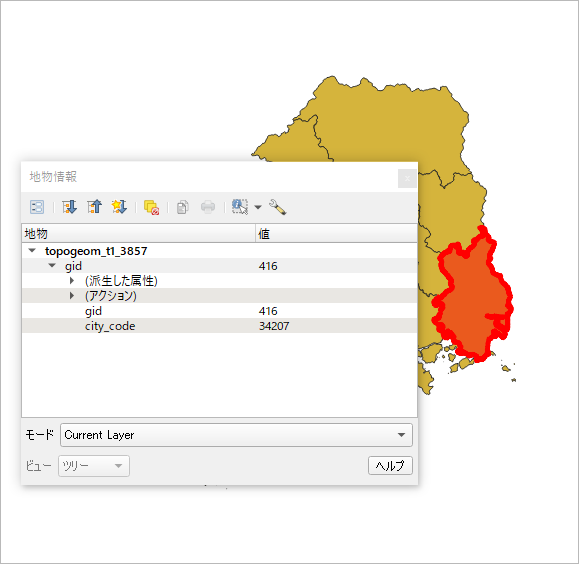 地物情報
地物 値
topogeom_t1_3857
gid 416
(派生した属性)
(アクション)
gid 416
city_code 34207
モード Current Layer
ビュー ツリー ヘルプ